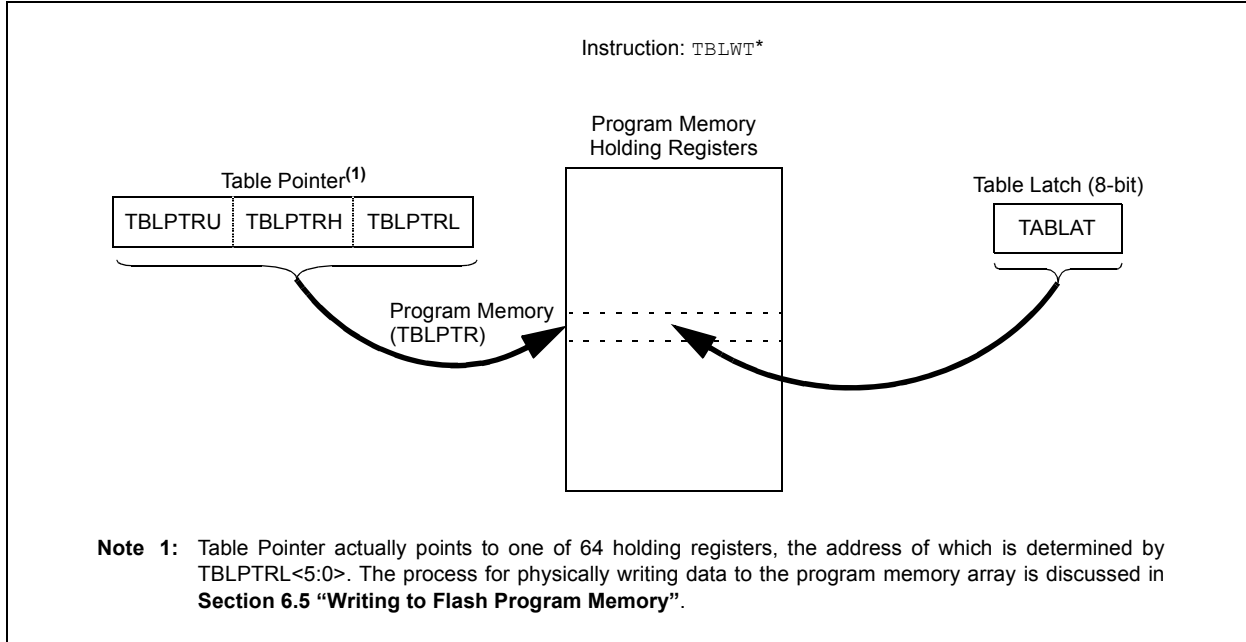 Instruction: TBLWT*
Program Memory
Holding Registers
Table Pointer(1)
Table Latch (8-bit)
TBLPTRU TBLPTRH TBLPTRL
TABLAT
Program Memory
(TBLPTR)
Note 1: Table Pointer actually points to one of 64 holding registers, the address of which is determined by
TBLPTRL<5:0>. The process for physically writing data to the program memory array is discussed in
Section 6.5 “Writing to Flash Program Memory”.